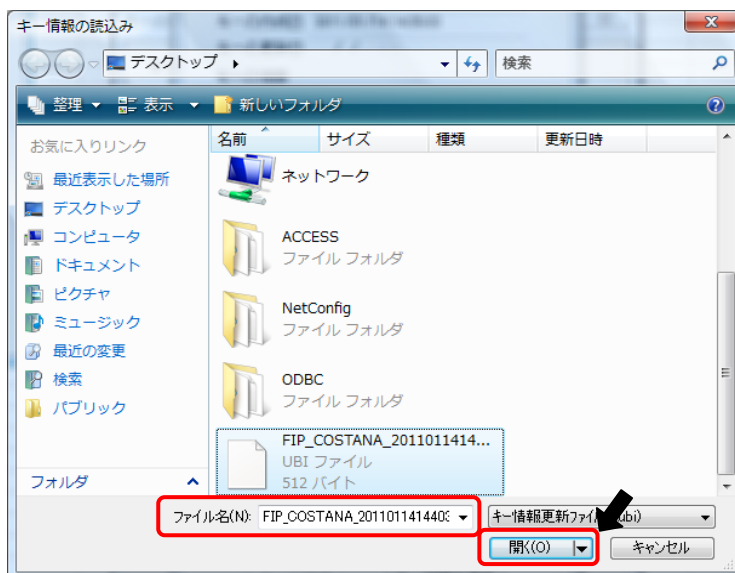 キー情報の読込み
デスクトップ
検索
整理 表示 新しいフォルダ
お気に入りリンク
最近表示した場所
デスクトップ
コンピュータ
ドキュメント
ピクチャ
ミュージック
最近の変更
検索
パブリック
フォルダ
名前 サイズ 種類 更新日時
ネットワーク
ACCESS
ファイル フォルダ
NetConfig
ファイル フォルダ
ODBC
ファイル フォルダ
FIP_COSTANA_2011011414...
UBI ファイル
512 バイト
ファイル名(N): FIP_COSTANA_201101141440 キー情報更新ファイル ubi)
開く(O) キャンセル